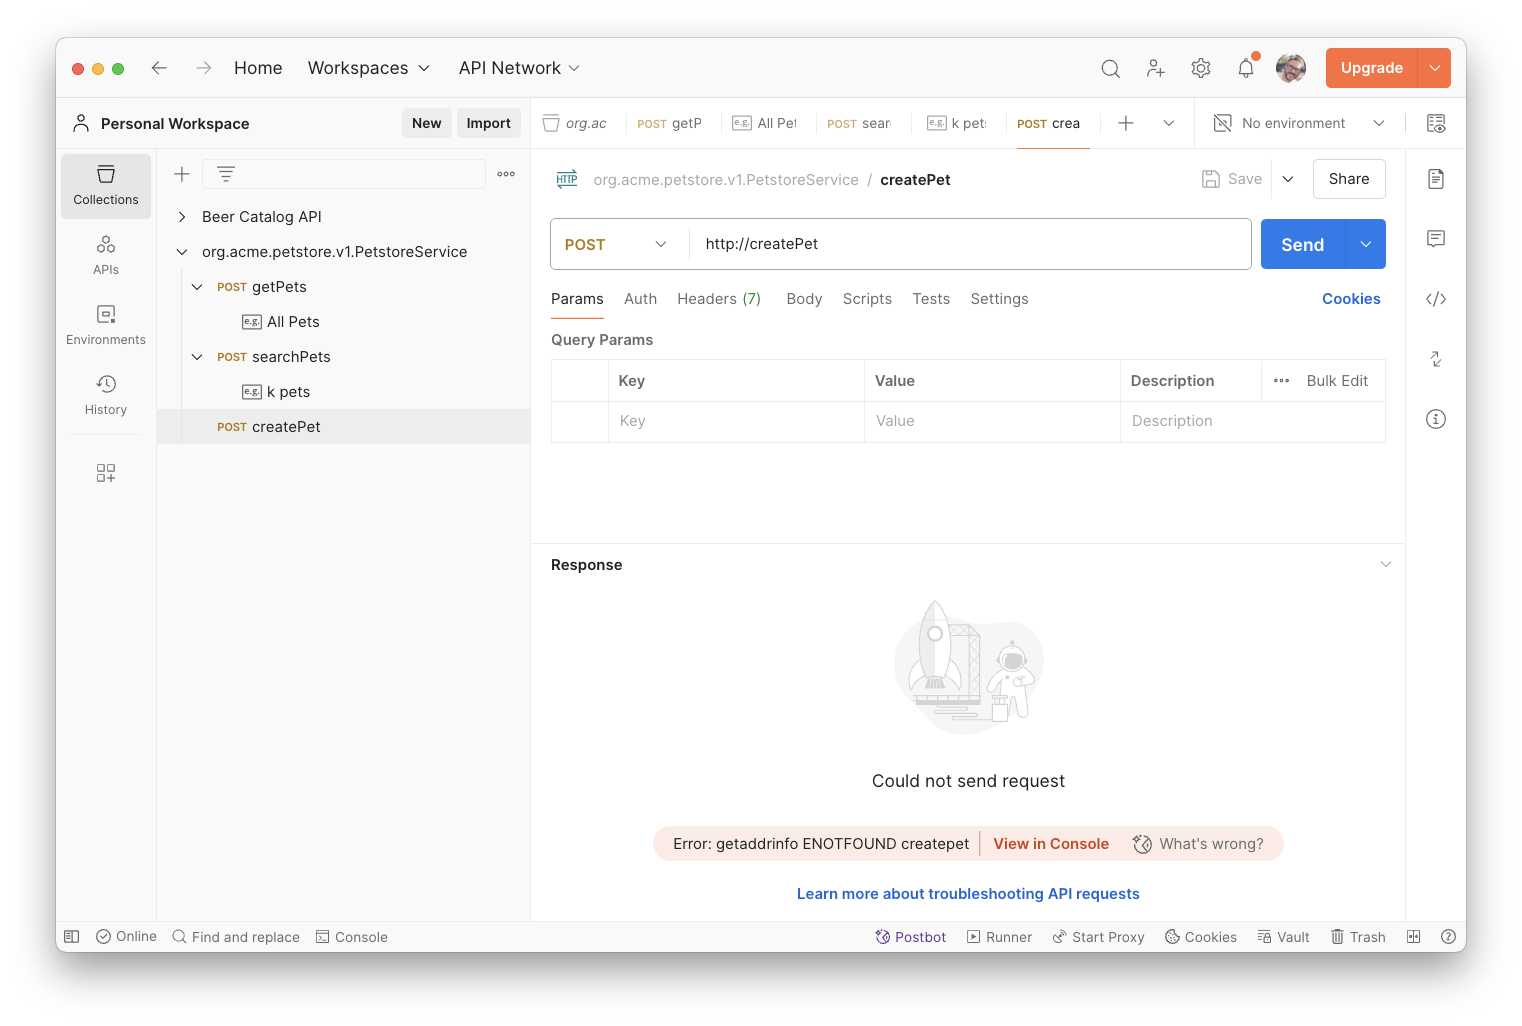 Home Workspaces API Network Upgrade
Personal Workspace New Import
org.ac POST getP e.g. All Pet POST sear e.g. k pets POST crea No environment
Collections
APIs
Environments
History
Beer Catalog API
org.acme.petstore.v1.PetstoreService
POST getPets
e.g. All Pets
POST searchPets
e.g. k pets
POST createPet
HTTP org.acme.petstore.v1.PetstoreService / createPet Save Share
POST http://createPet Send
Params Auth Headers (7) Body Scripts Tests Settings Cookies
Query Params
Key Value Description Bulk Edit
Key Value Description
Response
Could not send request
Error: getaddrinfo ENOTFOUND createpet View in Console What's wrong?
Learn more about troubleshooting API requests
Online Find and replace Console Postbot Runner Start Proxy Cookies Vault Trash